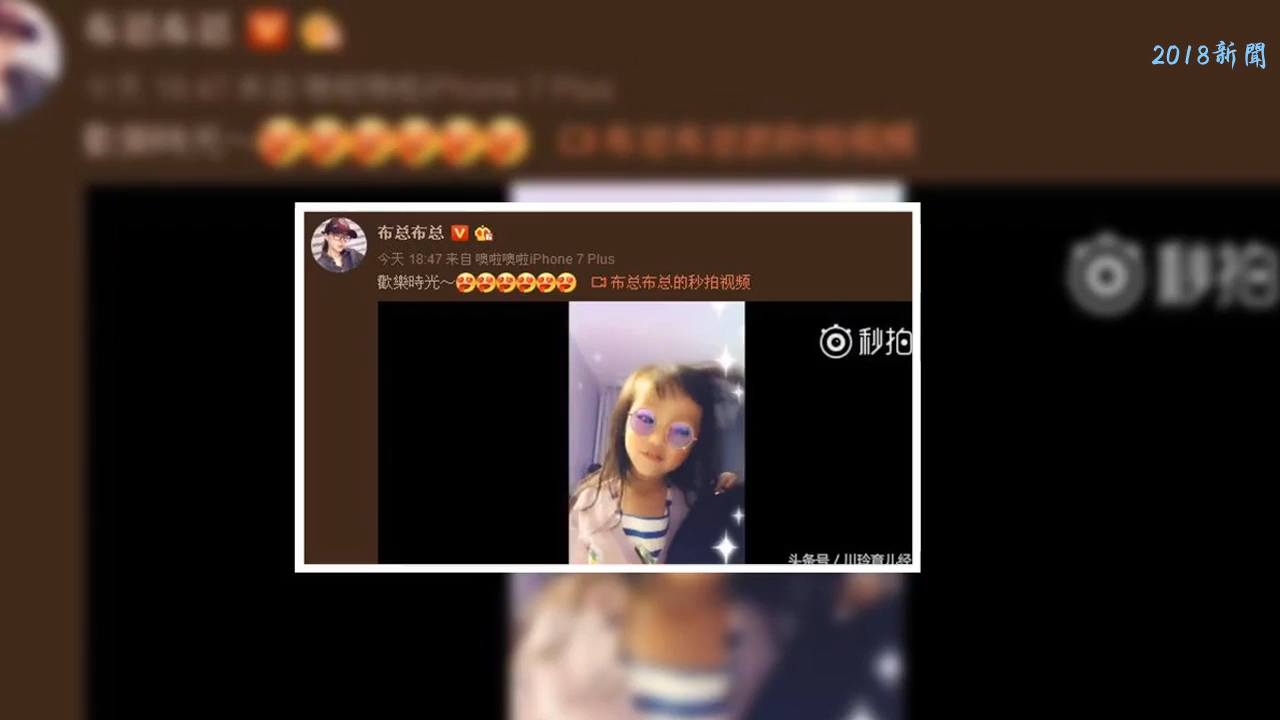 2018新聞
布总布总
今天 18:47 来自 噢啦噢啦iPhone 7 Plus
歡樂時光～ 布总布总的秒拍视频
秒拍
头条号 / 川玲育儿经